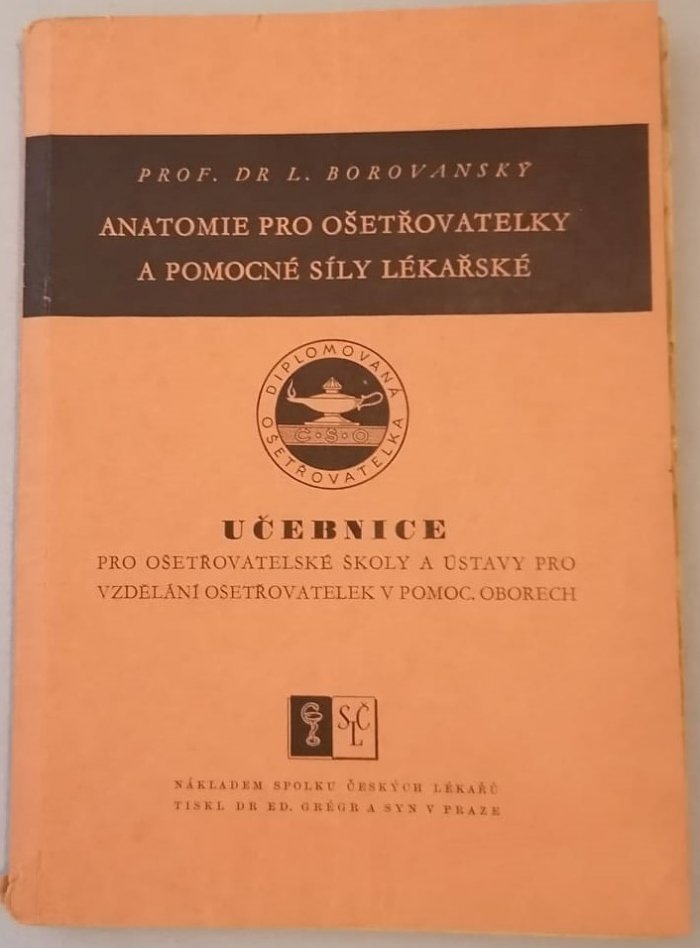 PROF. DR L. BOROVANSKÝ
ANATOMIE PRO OŠETŘOVATELKY
A POMOCNÉ SÍLY LÉKAŘSKÉ
DIPLOMOVANÁ
Č·S·O
OŠETŘOVATELKA
UČEBNICE
PRO OŠETŘOVATELSKÉ ŠKOLY A ÚSTAVY PRO
VZDĚLÁNÍ OŠETŘOVATELEK V POMOC. OBORECH
SLČ
NÁKLADEM SPOLKU ČESKÝCH LÉKAŘŮ
TISKL DR ED. GRÉGR A SYN V PRAZE